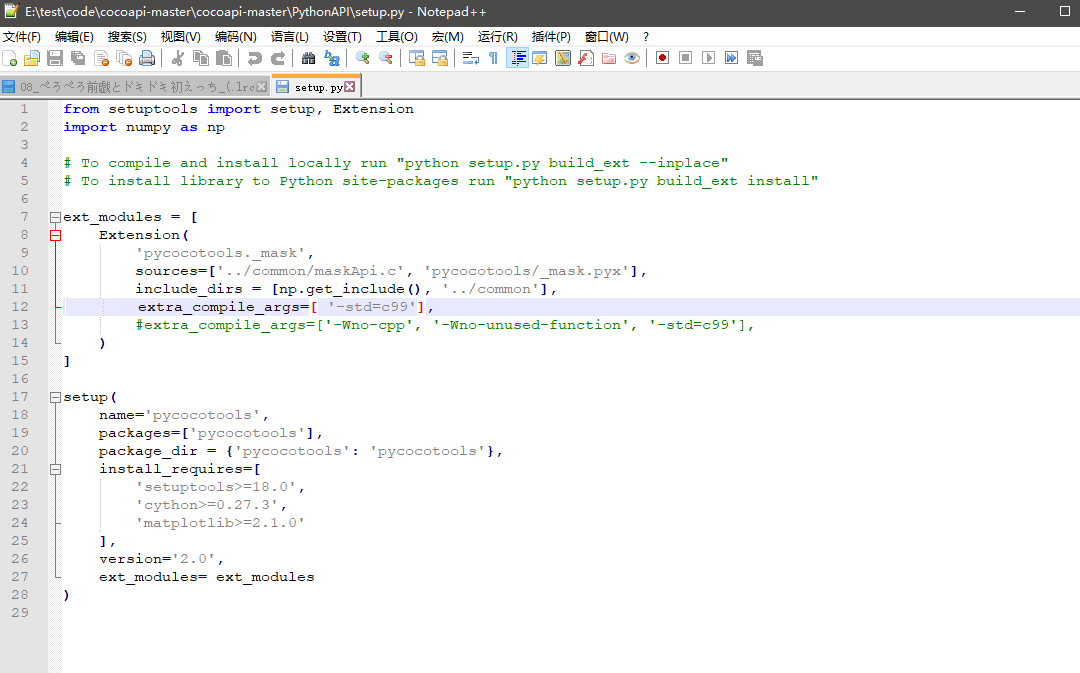 E:\test\code\cocoapi-master\cocoapi-master\PythonAPI\setup.py - Notepad++
文件(F) 编辑(E) 搜索(S) 视图(V) 编码(N) 语言(L) 设置(T) 工具(O) 宏(M) 运行(R) 插件(P) 窗口(W) ?
08_ぺろぺろ前戯とドキドキ初えっち_(.lrc setup.py
1 from setuptools import setup, Extension
2 import numpy as np
3
4 # To compile and install locally run "python setup.py build_ext --inplace"
5 # To install library to Python site-packages run "python setup.py build_ext install"
6
7 ext_modules = [
8 Extension(
9 'pycocotools._mask',
10 sources=['../common/maskApi.c', 'pycocotools/_mask.pyx'],
11 include_dirs = [np.get_include(), '../common'],
12 extra_compile_args=[ '-std=c99'],
13 #extra_compile_args=['-Wno-cpp', '-Wno-unused-function', '-std=c99'],
14 )
15 ]
16
17 setup(
18 name='pycocotools',
19 packages=['pycocotools'],
20 package_dir = {'pycocotools': 'pycocotools'},
21 install_requires=[
22 'setuptools>=18.0',
23 'cython>=0.27.3',
24 'matplotlib>=2.1.0'
25 ],
26 version='2.0',
27 ext_modules= ext_modules
28 )
29